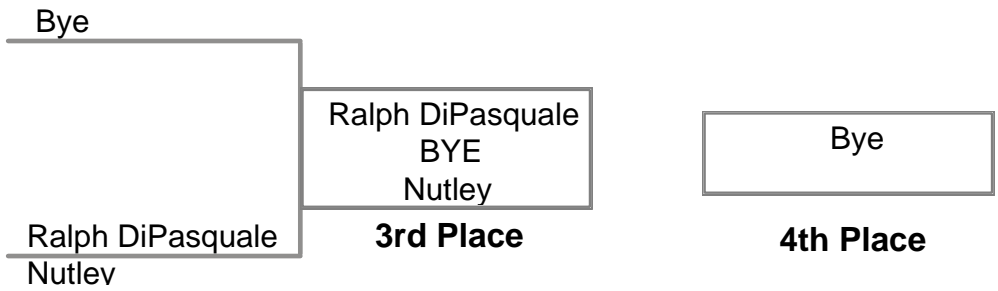 Bye
Ralph DiPasquale
BYE
Nutley
3rd Place
Bye
4th Place
Ralph DiPasquale
Nutley